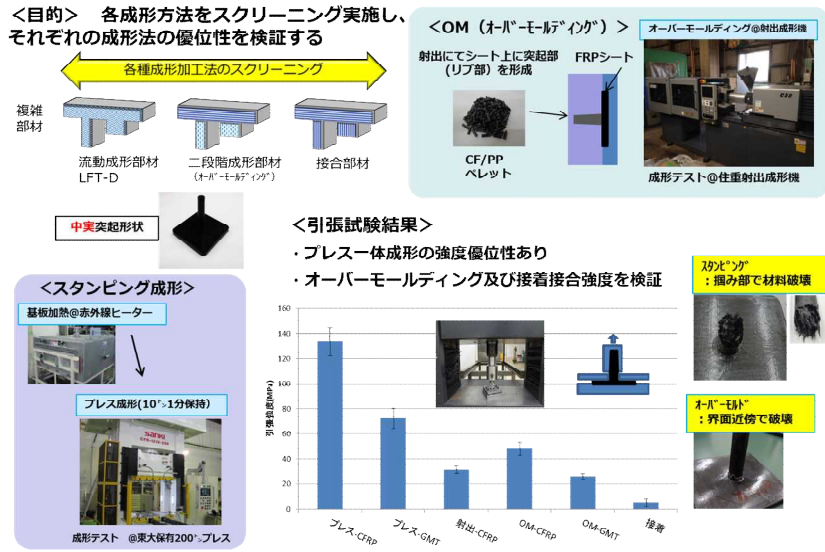 ＜目的＞　各成形方法をスクリーニング実施し、
それぞれの成形法の優位性を検証する
各種成形加工法のスクリーニング
複雑
部材
流動成形部材
LFT-D
二段階成形部材
(ｵｰﾊﾞｰﾓｰﾙﾃﾞｨﾝｸﾞ)
接合部材
中実突起形状
＜OM（ｵｰﾊﾞｰﾓｰﾙﾃﾞｨﾝｸﾞ）＞
射出にてシート上に突起部
(リブ部）を形成
FRPシート
CF/PP
ペレット
オーバーモールディング@射出成形機
成形テスト@住重射出成形機
＜スタンピング成形＞
基板加熱@赤外線ヒーター
プレス成形(10㌧1分保持）
sanki
成形テスト　@東大保有200㌧プレス
＜引張試験結果＞
・プレス一体成形の強度優位性あり
・オーバーモールディング及び接着接合強度を検証
引張強度(MPa)
160
140
120
100
80
60
40
20
0
プレス-CFRP
プレス-GMT
射出-CFRP
OM-CFRP
OM-GMT
接着
ｽﾀﾝﾋﾟﾝｸﾞ
：掴み部で材料破壊
ｵｰﾊﾞｰﾓﾙﾄﾞ
：界面近傍で破壊